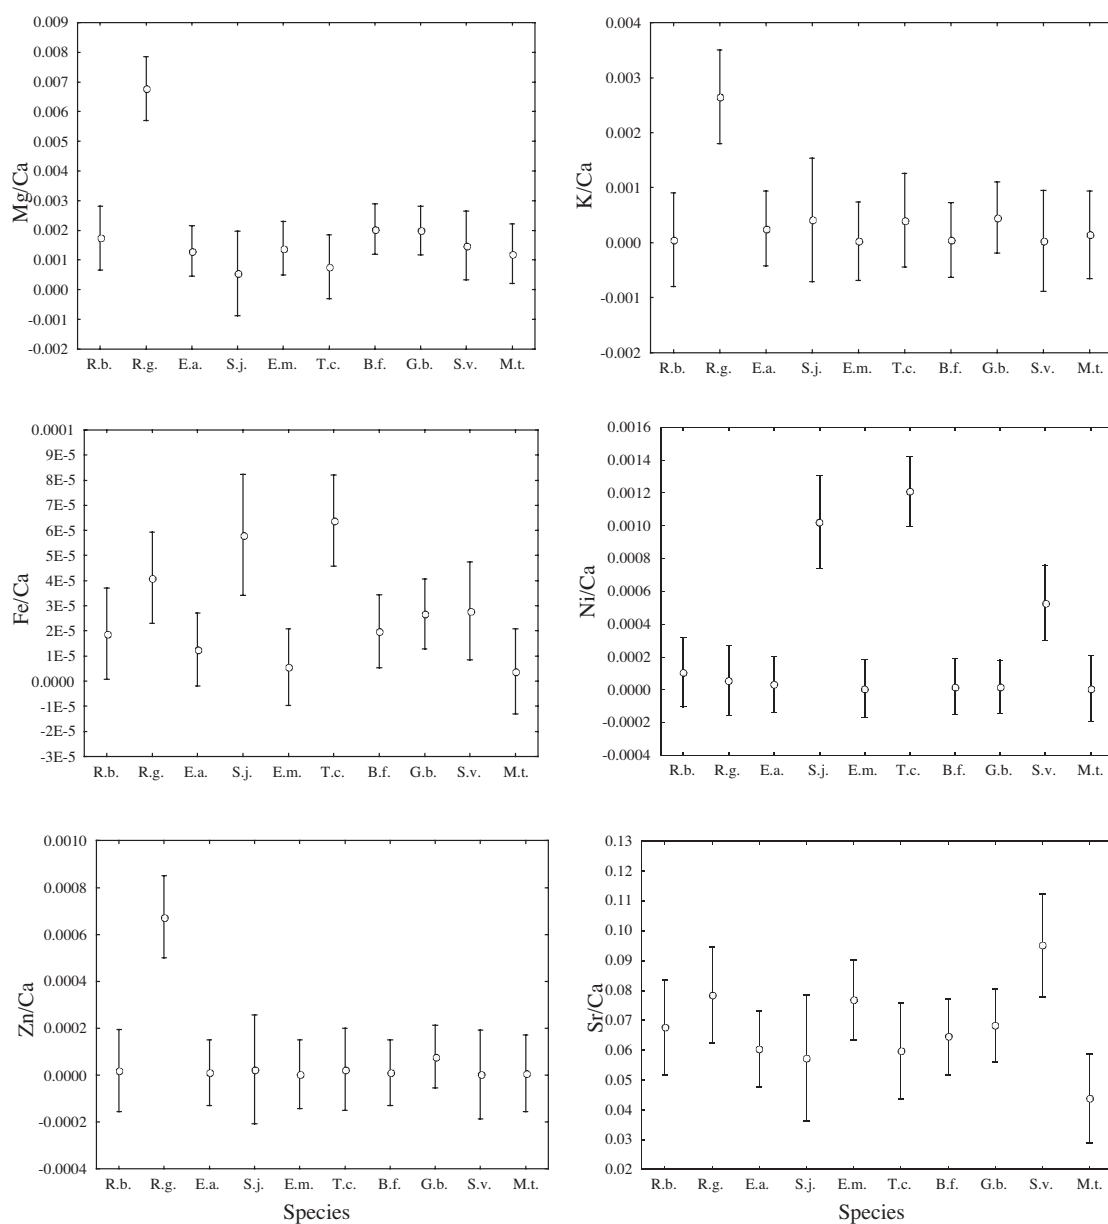 0.009
0.008
0.007
0.006
0.005
0.004
0.003
0.002
0.001
0.000
-0.001
-0.002
Mg/Ca
R.b. R.g. E.a. S.j. E.m. T.c. B.f. G.b. S.v. M.t.
0.004
0.003
0.002
0.001
0.000
-0.001
-0.002
K/Ca
R.b. R.g. E.a. S.j. E.m. T.c. B.f. G.b. S.v. M.t.
0.0001
9E-5
8E-5
7E-5
6E-5
5E-5
4E-5
3E-5
2E-5
1E-5
0.0000
-1E-5
-2E-5
-3E-5
Fe/Ca
R.b. R.g. E.a. S.j. E.m. T.c. B.f. G.b. S.v. M.t.
0.0016
0.0014
0.0012
0.0010
0.0008
0.0006
0.0004
0.0002
0.0000
-0.0002
-0.0004
Ni/Ca
R.b. R.g. E.a. S.j. E.m. T.c. B.f. G.b. S.v. M.t.
0.0010
0.0008
0.0006
0.0004
0.0002
0.0000
-0.0002
-0.0004
Zn/Ca
R.b. R.g. E.a. S.j. E.m. T.c. B.f. G.b. S.v. M.t.
Species
0.13
0.12
0.11
0.10
0.09
0.08
0.07
0.06
0.05
0.04
0.03
0.02
Sr/Ca
R.b. R.g. E.a. S.j. E.m. T.c. B.f. G.b. S.v. M.t.
Species